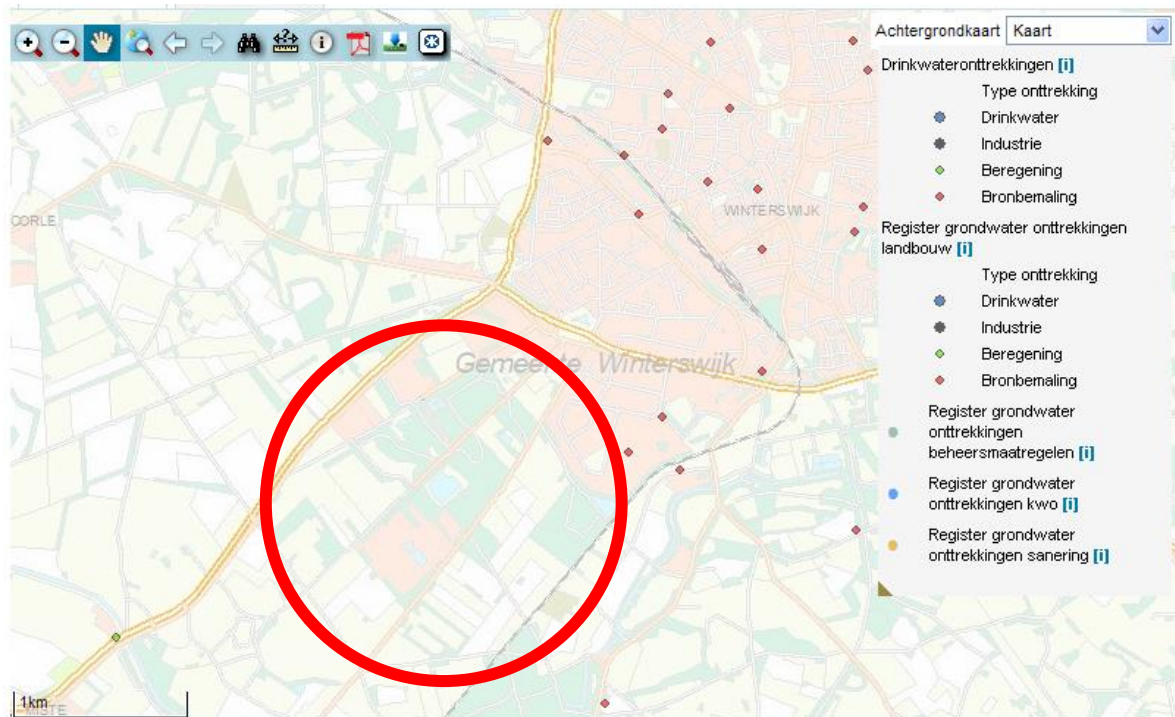 Achtergrondkaart Kaart
Drinkwateronttrekkingen [i]
Type onttrekking
Drinkwater
Industrie
Beregening
Bronbemaling
Register grondwater onttrekkingen
landbouw [i]
Type onttrekking
Drinkwater
Industrie
Beregening
Bronbemaling
Register grondwater
onttrekkingen
beheersmaatregelen [i]
Register grondwater
onttrekkingen kwo [i]
Register grondwater
onttrekkingen sanering [i]
CORLE
WINTERSWIJK
Gemeente Winterswijk
1km
MISTE